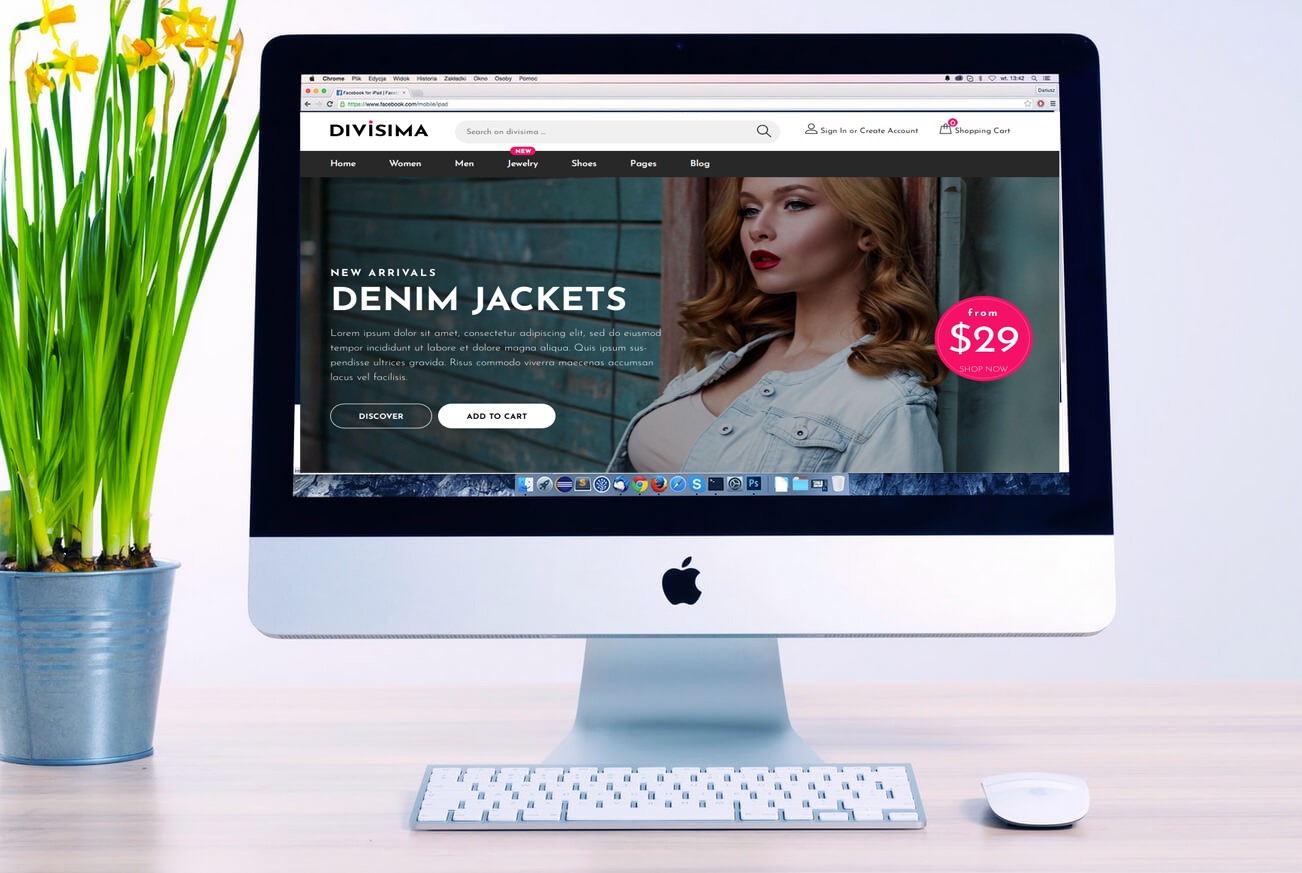 Chrome Plik Edycja Widok Historia Zakładki Okno Osoby Pomoc wt. 13:42
Facebook for iPad | Faceb
Dariusz
https://www.facebook.com/mobile/ipad
DIVISIMA
Search on divisima ...
Sign In or Create Account
0
Shopping Cart
NEW
Home Women Men Jewelry Shoes Pages Blog
NEW ARRIVALS
DENIM JACKETS
Lorem ipsum dolor sit amet, consectetur adipiscing elit, sed do eiusmod
tempor incididunt ut labore et dolore magna aliqua. Quis ipsum sus-
pendisse ultrices gravida. Risus commodo viverra maecenas accumsan
lacus vel facilisis.
DISCOVER ADD TO CART
from
$29
SHOP NOW
S
Ps